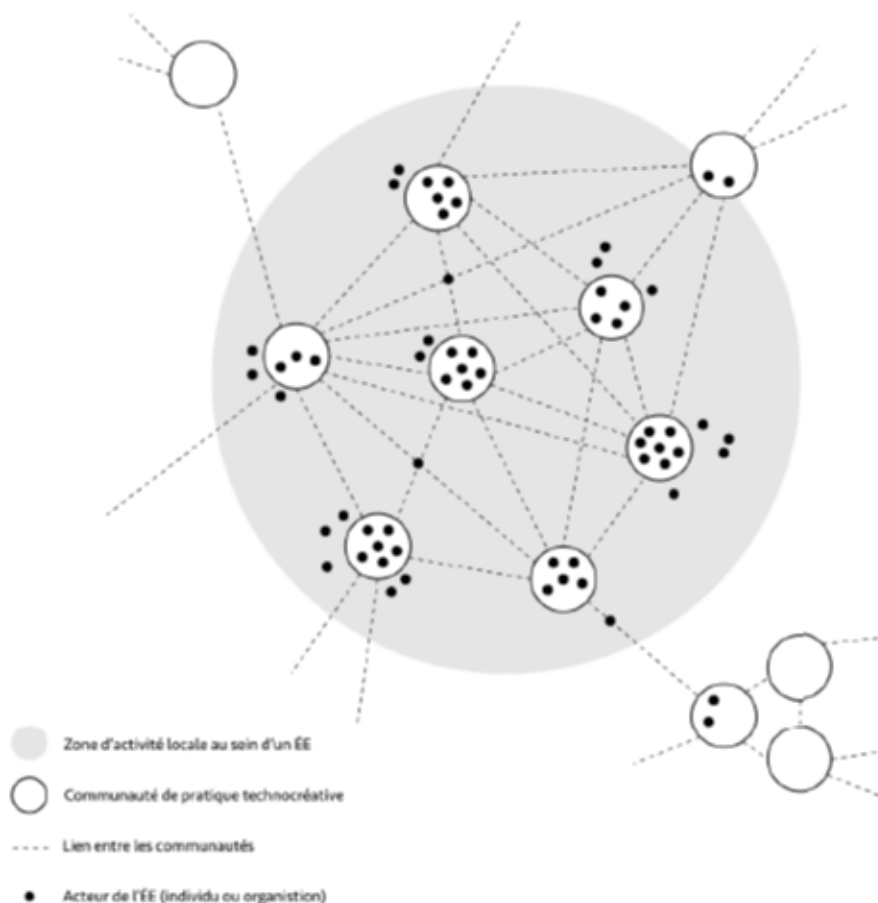 Zone d'activité locale au sein d'un ÉE
Communauté de pratique technocréative
Lien entre les communautés
Acteur de l'ÉE (individu ou organistion)